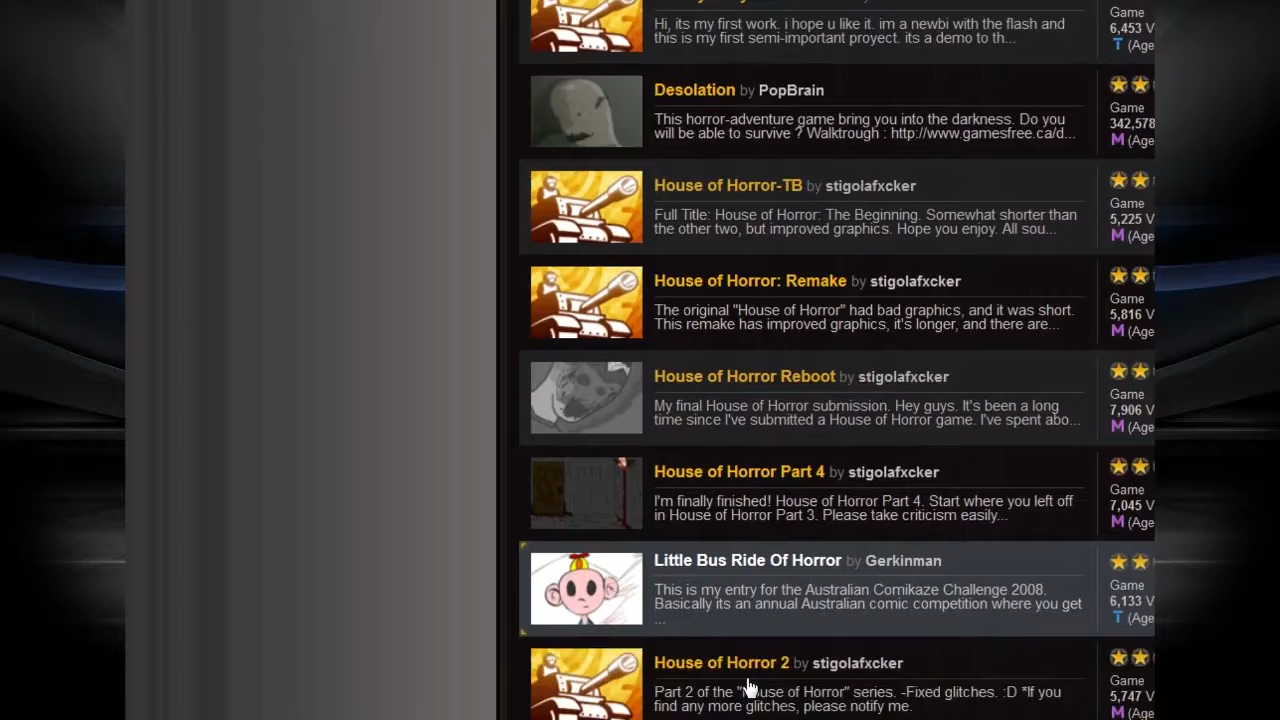 Hi, its my first work. i hope u like it. im a newbi with the flash and
this is my first semi-important proyect. its a demo to th...
Game
6,453 V
T (Age
Desolation by PopBrain
This horror-adventure game bring you into the darkness. Do you
will be able to survive ? Walktrough : http://www.gamesfree.ca/d...
Game
342,578
M (Age
House of Horror-TB by stigolafxcker
Full Title: House of Horror: The Beginning. Somewhat shorter than
the other two, but improved graphics. Hope you enjoy. All sou...
Game
5,225 V
M (Age
House of Horror: Remake by stigolafxcker
The original "House of Horror" had bad graphics, and it was short.
This remake has improved graphics, it's longer, and there are...
Game
5,816 V
M (Age
House of Horror Reboot by stigolafxcker
My final House of Horror submission. Hey guys. It's been a long
time since I've submitted a House of Horror game. I've spent abo...
Game
7,906 V
M (Age
House of Horror Part 4 by stigolafxcker
I'm finally finished! House of Horror Part 4. Start where you left off
in House of Horror Part 3. Please take criticism easily...
Game
7,045 V
M (Age
Little Bus Ride Of Horror by Gerkinman
This is my entry for the Australian Comikaze Challenge 2008.
Basically its an annual Australian comic competition where you get
...
Game
6,133 V
T (Age
House of Horror 2 by stigolafxcker
Part 2 of the "House of Horror" series. -Fixed glitches. :D *If you
find any more glitches, please notify me.
Game
5,747 V
M (Age